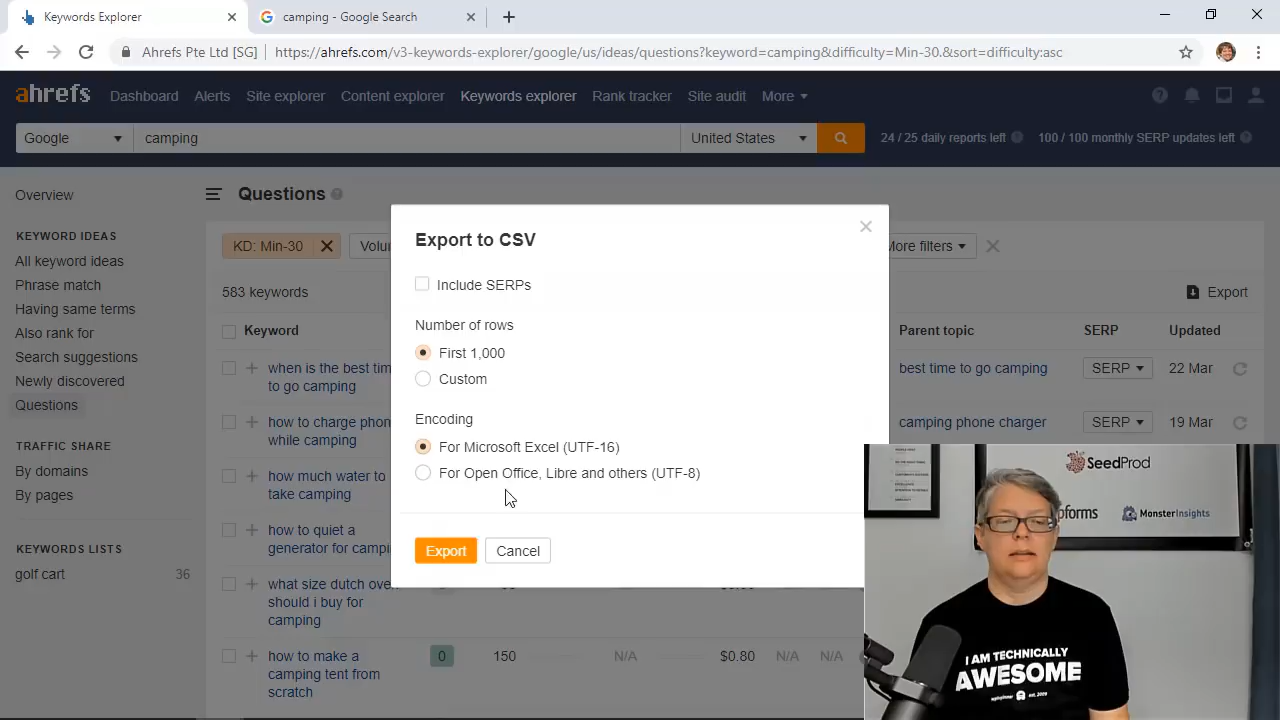 Keywords Explorer
camping - Google Search
Ahrefs Pte Ltd [SG]
https://ahrefs.com/v3-keywords-explorer/google/us/ideas/questions?keyword=camping&difficulty=Min-30.&sort=difficulty:asc
ahrefs
Dashboard
Alerts
Site explorer
Content explorer
Keywords explorer
Rank tracker
Site audit
More
Google
camping
United States
24 / 25 daily reports left
100 / 100 monthly SERP updates left
Overview
KEYWORD IDEAS
All keyword ideas
Phrase match
Having same terms
Also rank for
Search suggestions
Newly discovered
Questions
TRAFFIC SHARE
By domains
By pages
KEYWORDS LISTS
golf cart
36
Questions
KD: Min-30
Volu
More filters
583 keywords
Export
Keyword
Parent topic
SERP
Updated
when is the best tim
to go camping
best time to go camping
SERP
22 Mar
how to charge phon
while camping
camping phone charger
SERP
19 Mar
how much water to
take camping
how to quiet a
generator for campi
what size dutch ove
should i buy for
camping
how to make a
camping tent from
scratch
0
150
N/A
$0.80
N/A
N/A
Export to CSV
Include SERPs
Number of rows
First 1,000
Custom
Encoding
For Microsoft Excel (UTF-16)
For Open Office, Libre and others (UTF-8)
Export
Cancel
SeedProd
pforms
MonsterInsights
I AM TECHNICALLY
AWESOME